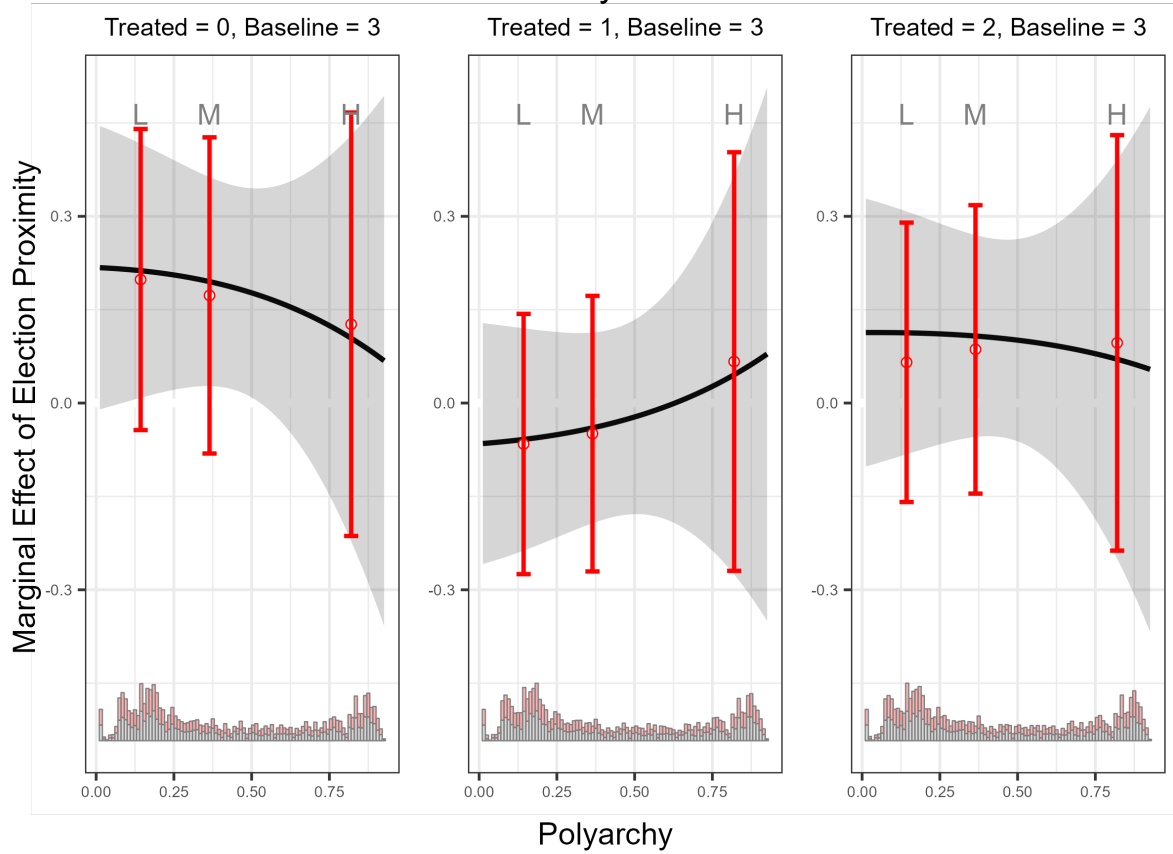 Treated = 0, Baseline = 3
Treated = 1, Baseline = 3
Treated = 2, Baseline = 3
L M H
L M H
L M H
0.3
0.0
-0.3
0.3
0.0
-0.3
0.3
0.0
-0.3
0.00 0.25 0.50 0.75
0.00 0.25 0.50 0.75
0.00 0.25 0.50 0.75
Marginal Effect of Election Proximity
Polyarchy